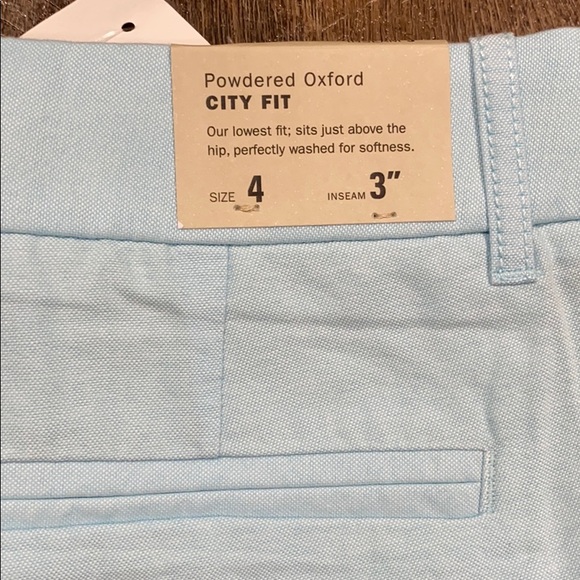 Powdered Oxford
CITY FIT
Our lowest fit; sits just above the
hip, perfectly washed for softness.
SIZE 4 INSEAM 3”